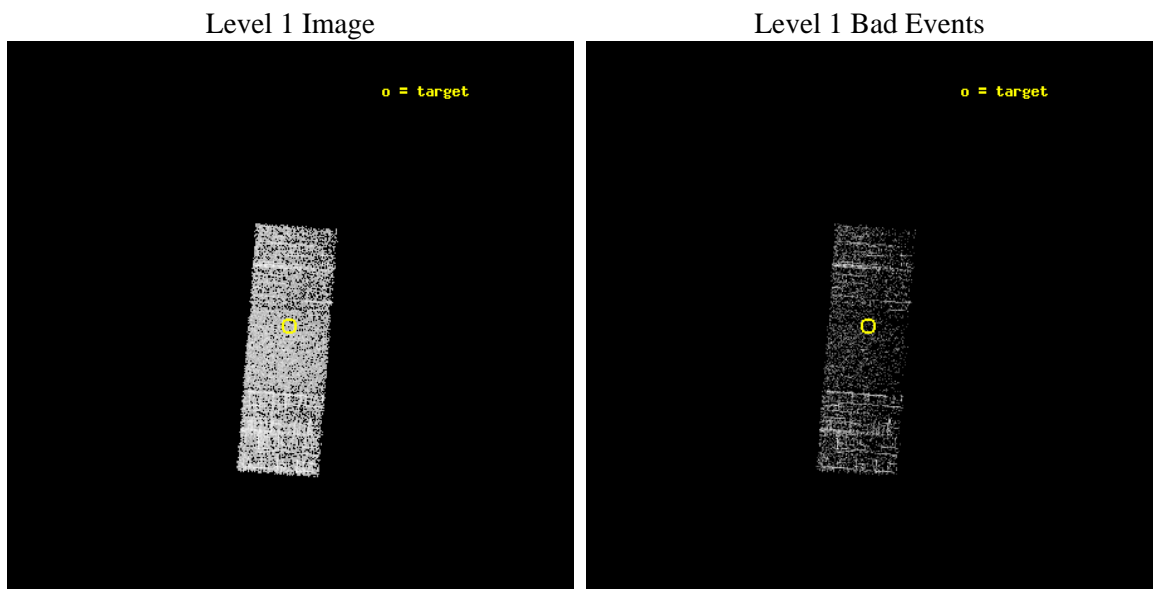 Level 1 Image
Level 1 Bad Events
o = target
o = target